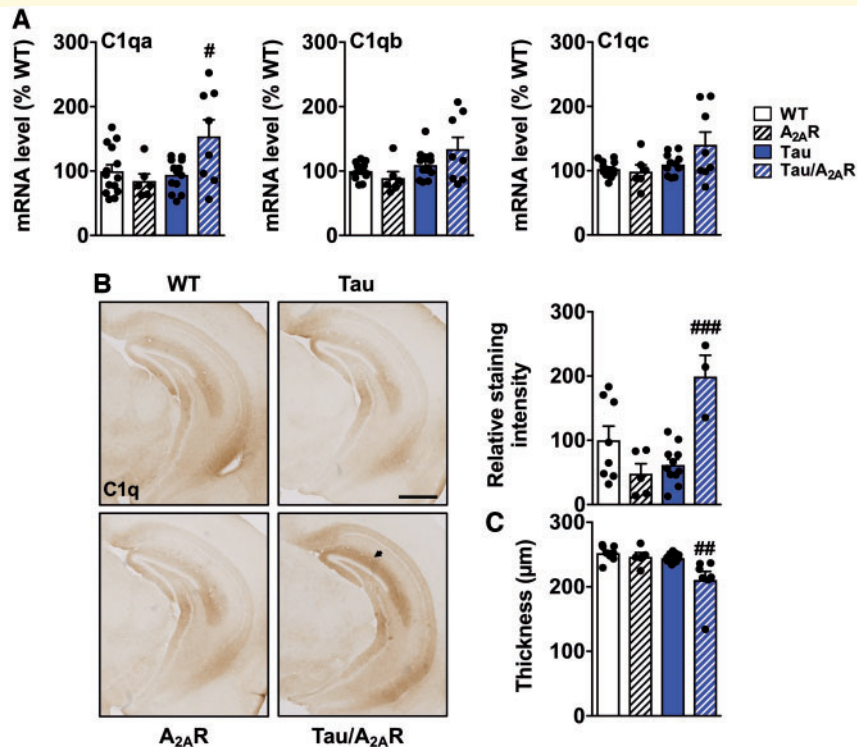 A
C1qa
C1qb
C1qc
#
mRNA level (% WT)
300
200
100
0
mRNA level (% WT)
300
200
100
0
mRNA level (% WT)
300
200
100
0
WT
A2AR
Tau
Tau/A2AR
B
WT
Tau
C1q
A2AR
Tau/A2AR
Relative staining
intensity
300
200
100
0
###
C
Thickness (µm)
300
200
100
0
##